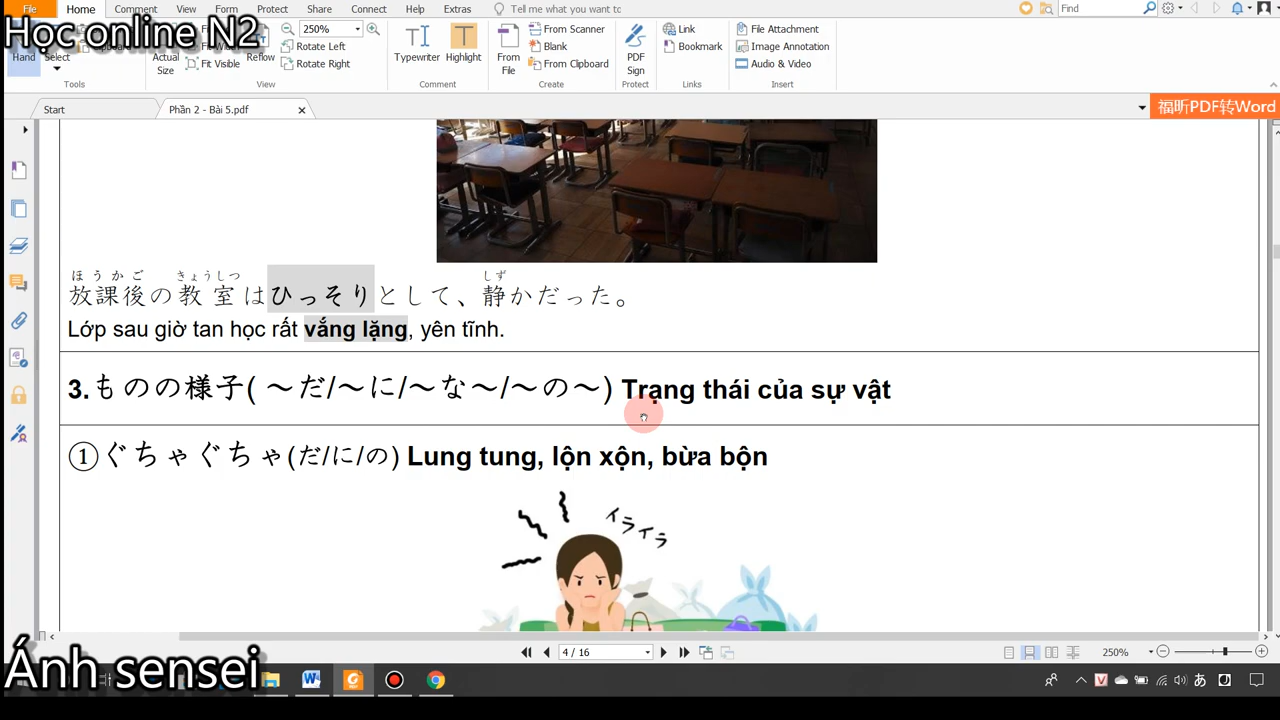 File Home Comment View Form Protect Share Connect Help Extras Tell me what you want to Find
Học online N2
Hand Select
Tools
Actual Size
Fit Visible
Reflow
250%
Rotate Left
Rotate Right
View
Typewriter Highlight
Comment
From File
From Scanner
Blank
From Clipboard
Create
PDF Sign
Protect
Link
Bookmark
Links
File Attachment
Image Annotation
Audio & Video
Insert
Start Phần 2 - Bài 5.pdf
福昕PDF转Word
ほうかご きょうしつ しず
放課後の教室はひっそりとして、静かだった。
Lớp sau giờ tan học rất vắng lặng, yên tĩnh.
3.ものの様子( ～だ/～に/～な～/～の～) Trạng thái của sự vật
①ぐちゃぐちゃ(だ/に/の) Lung tung, lộn xộn, bừa bộn
イライラ
4 / 16
250%
Ánh sensei